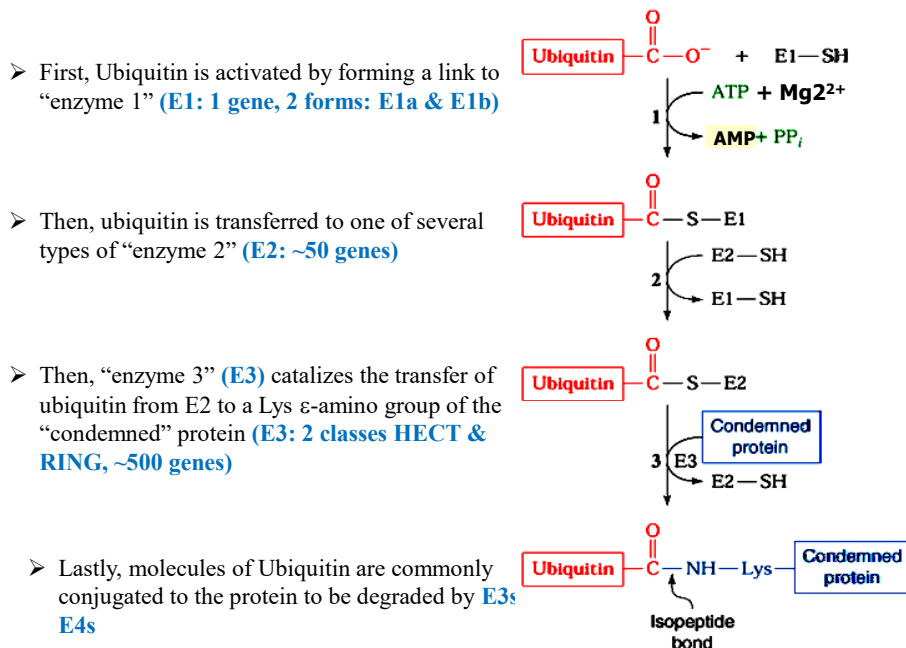 ➢ First, Ubiquitin is activated by forming a link to
“enzyme 1” (E1: 1 gene, 2 forms: E1a & E1b)
➢ Then, ubiquitin is transferred to one of several
types of “enzyme 2” (E2: ~50 genes)
➢ Then, “enzyme 3” (E3) catalizes the transfer of
ubiquitin from E2 to a Lys ε-amino group of the
“condemned” protein (E3: 2 classes HECT &
RING, ~500 genes)
➢ Lastly, molecules of Ubiquitin are commonly
conjugated to the protein to be degraded by E3s
E4s
O
Ubiquitin C O⁻ + E1—SH
ATP + Mg2²⁺
1
AMP + PPi
O
Ubiquitin C—S—E1
E2—SH
2
E1—SH
O
Ubiquitin C—S—E2
Condemned
protein
3 E3
E2—SH
O
Ubiquitin C—NH—Lys Condemned
protein
Isopeptide
bond